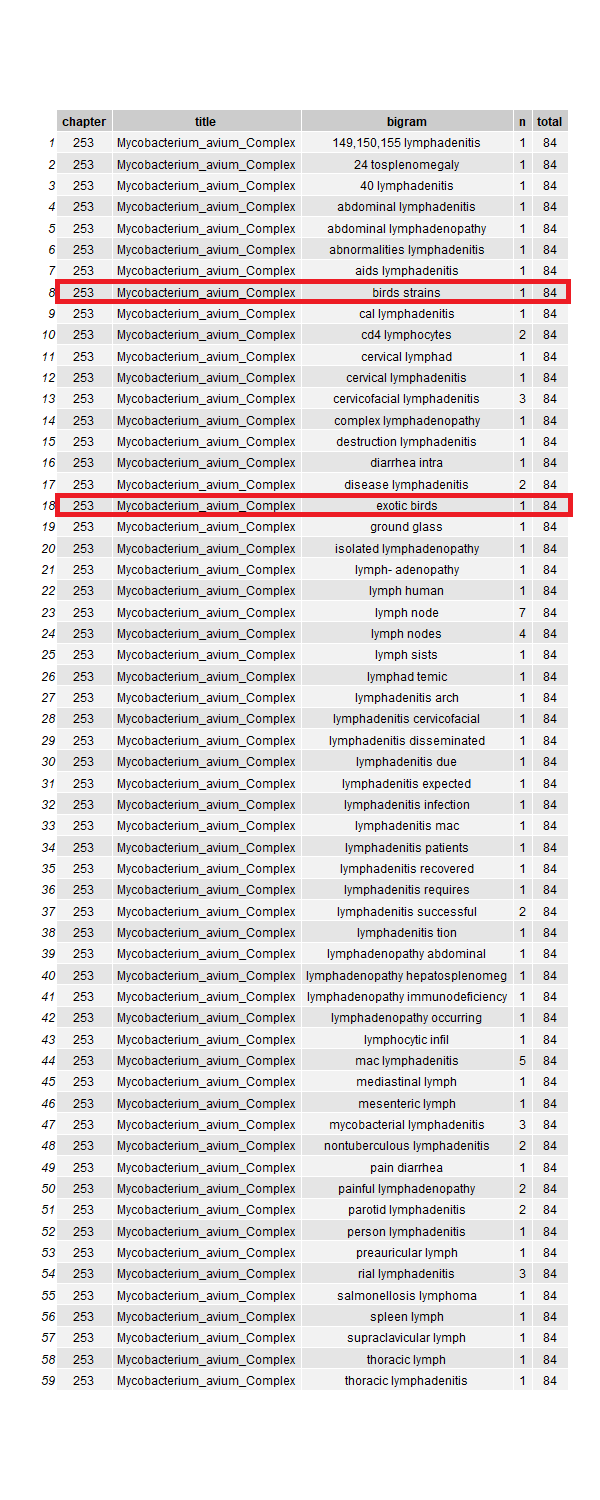 chapter title bigram n total
1 253 Mycobacterium_avium_Complex 149,150,155 lymphadenitis 1 84
2 253 Mycobacterium_avium_Complex 24 tosplenomegaly 1 84
3 253 Mycobacterium_avium_Complex 40 lymphadenitis 1 84
4 253 Mycobacterium_avium_Complex abdominal lymphadenitis 1 84
5 253 Mycobacterium_avium_Complex abdominal lymphadenopathy 1 84
6 253 Mycobacterium_avium_Complex abnormalities lymphadenitis 1 84
7 253 Mycobacterium_avium_Complex aids lymphadenitis 1 84
8 253 Mycobacterium_avium_Complex birds strains 1 84
9 253 Mycobacterium_avium_Complex cal lymphadenitis 1 84
10 253 Mycobacterium_avium_Complex cd4 lymphocytes 2 84
11 253 Mycobacterium_avium_Complex cervical lymphad 1 84
12 253 Mycobacterium_avium_Complex cervical lymphadenitis 1 84
13 253 Mycobacterium_avium_Complex cervicofacial lymphadenitis 3 84
14 253 Mycobacterium_avium_Complex complex lymphadenopathy 1 84
15 253 Mycobacterium_avium_Complex destruction lymphadenitis 1 84
16 253 Mycobacterium_avium_Complex diarrhea intra 1 84
17 253 Mycobacterium_avium_Complex disease lymphadenitis 2 84
18 253 Mycobacterium_avium_Complex exotic birds 1 84
19 253 Mycobacterium_avium_Complex ground glass 1 84
20 253 Mycobacterium_avium_Complex isolated lymphadenopathy 1 84
21 253 Mycobacterium_avium_Complex lymph- adenopathy 1 84
22 253 Mycobacterium_avium_Complex lymph human 1 84
23 253 Mycobacterium_avium_Complex lymph node 7 84
24 253 Mycobacterium_avium_Complex lymph nodes 4 84
25 253 Mycobacterium_avium_Complex lymph sists 1 84
26 253 Mycobacterium_avium_Complex lymphad temic 1 84
27 253 Mycobacterium_avium_Complex lymphadenitis arch 1 84
28 253 Mycobacterium_avium_Complex lymphadenitis cervicofacial 1 84
29 253 Mycobacterium_avium_Complex lymphadenitis disseminated 1 84
30 253 Mycobacterium_avium_Complex lymphadenitis due 1 84
31 253 Mycobacterium_avium_Complex lymphadenitis expected 1 84
32 253 Mycobacterium_avium_Complex lymphadenitis infection 1 84
33 253 Mycobacterium_avium_Complex lymphadenitis mac 1 84
34 253 Mycobacterium_avium_Complex lymphadenitis patients 1 84
35 253 Mycobacterium_avium_Complex lymphadenitis recovered 1 84
36 253 Mycobacterium_avium_Complex lymphadenitis requires 1 84
37 253 Mycobacterium_avium_Complex lymphadenitis successful 2 84
38 253 Mycobacterium_avium_Complex lymphadenitis tion 1 84
39 253 Mycobacterium_avium_Complex lymphadenopathy abdominal 1 84
40 253 Mycobacterium_avium_Complex lymphadenopathy hepatosplenomeg 1 84
41 253 Mycobacterium_avium_Complex lymphadenopathy immunodeficiency 1 84
42 253 Mycobacterium_avium_Complex lymphadenopathy occurring 1 84
43 253 Mycobacterium_avium_Complex lymphocytic infil 1 84
44 253 Mycobacterium_avium_Complex mac lymphadenitis 5 84
45 253 Mycobacterium_avium_Complex mediastinal lymph 1 84
46 253 Mycobacterium_avium_Complex mesenteric lymph 1 84
47 253 Mycobacterium_avium_Complex mycobacterial lymphadenitis 3 84
48 253 Mycobacterium_avium_Complex nontuberculous lymphadenitis 2 84
49 253 Mycobacterium_avium_Complex pain diarrhea 1 84
50 253 Mycobacterium_avium_Complex painful lymphadenopathy 2 84
51 253 Mycobacterium_avium_Complex parotid lymphadenitis 2 84
52 253 Mycobacterium_avium_Complex person lymphadenitis 1 84
53 253 Mycobacterium_avium_Complex preauricular lymph 1 84
54 253 Mycobacterium_avium_Complex rial lymphadenitis 3 84
55 253 Mycobacterium_avium_Complex salmonellosis lymphoma 1 84
56 253 Mycobacterium_avium_Complex spleen lymph 1 84
57 253 Mycobacterium_avium_Complex supraclavicular lymph 1 84
58 253 Mycobacterium_avium_Complex thoracic lymph 1 84
59 253 Mycobacterium_avium_Complex thoracic lymphadenitis 1 84